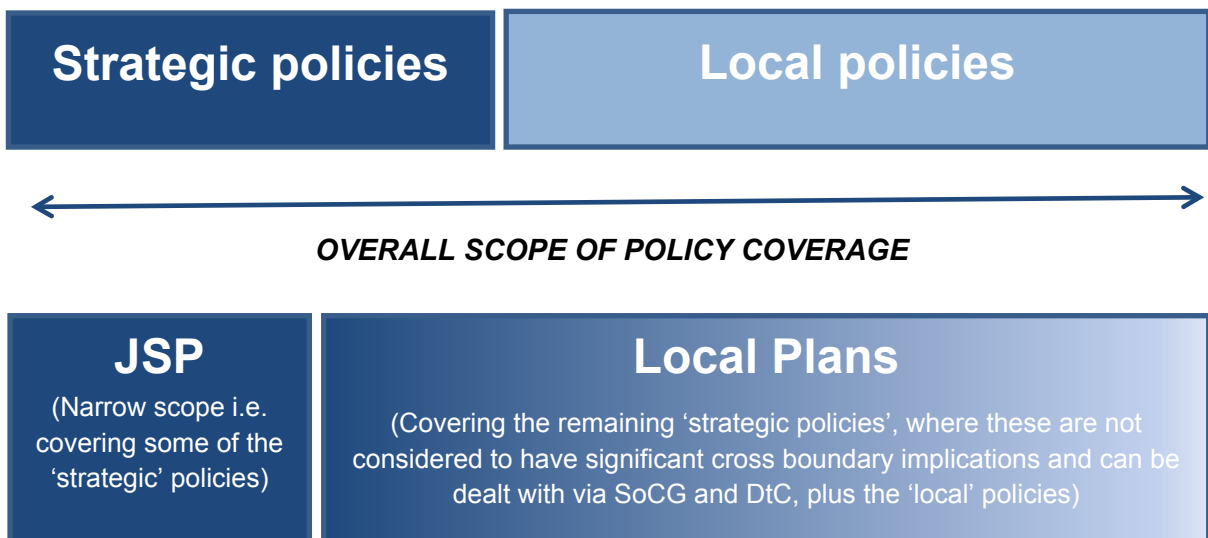 Strategic policies
Local policies
OVERALL SCOPE OF POLICY COVERAGE
JSP
(Narrow scope i.e.
covering some of the
‘strategic’ policies)
Local Plans
(Covering the remaining ‘strategic policies’, where these are not
considered to have significant cross boundary implications and can be
dealt with via SoCG and DtC, plus the ‘local’ policies)